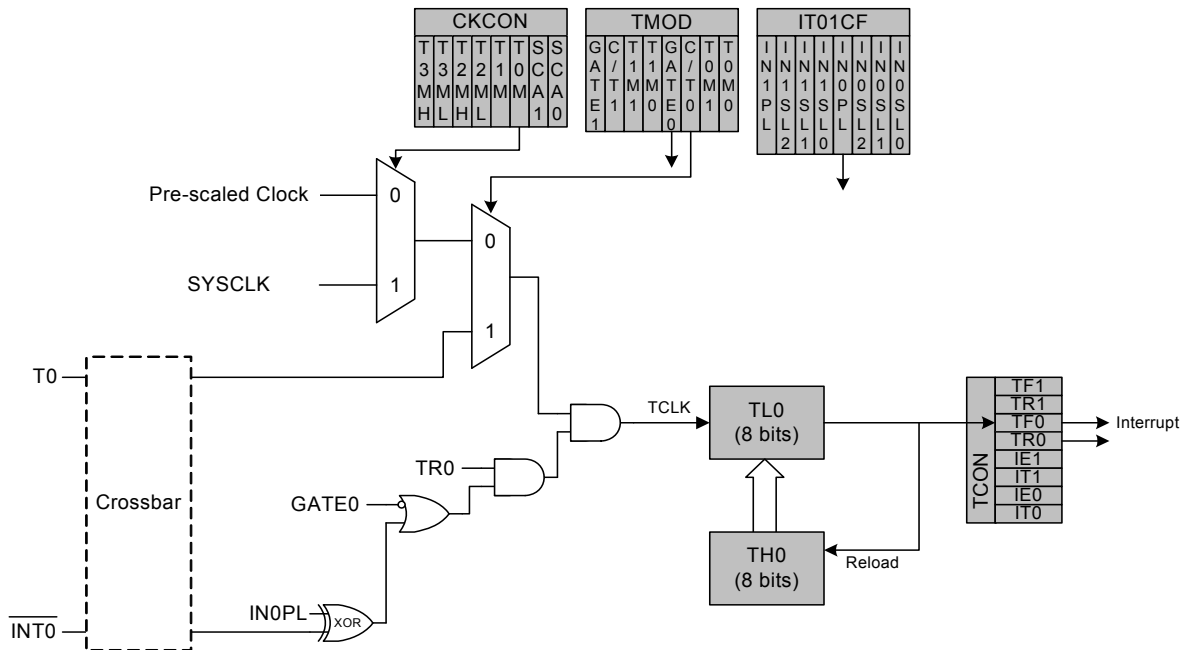 CKCON
T3MH
T3ML
T2MH
T2ML
T1M
T0M
SCA1
SCA0
TMOD
GATE1
C/T1
T1M1
T1M0
GATE0
C/T0
T0M1
T0M0
IT01CF
IN1PL
IN1SL2
IN1SL1
IN1SL0
IN0PL
IN0SL2
IN0SL1
IN0SL0
Pre-scaled Clock
0
SYSCLK
1
0
1
T0
Crossbar
INT0
TR0
GATE0
IN0PL
XOR
TCLK
TL0
(8 bits)
TH0
(8 bits)
Reload
TCON
TF1
TR1
TF0
TR0
IE1
IT1
IE0
IT0
Interrupt